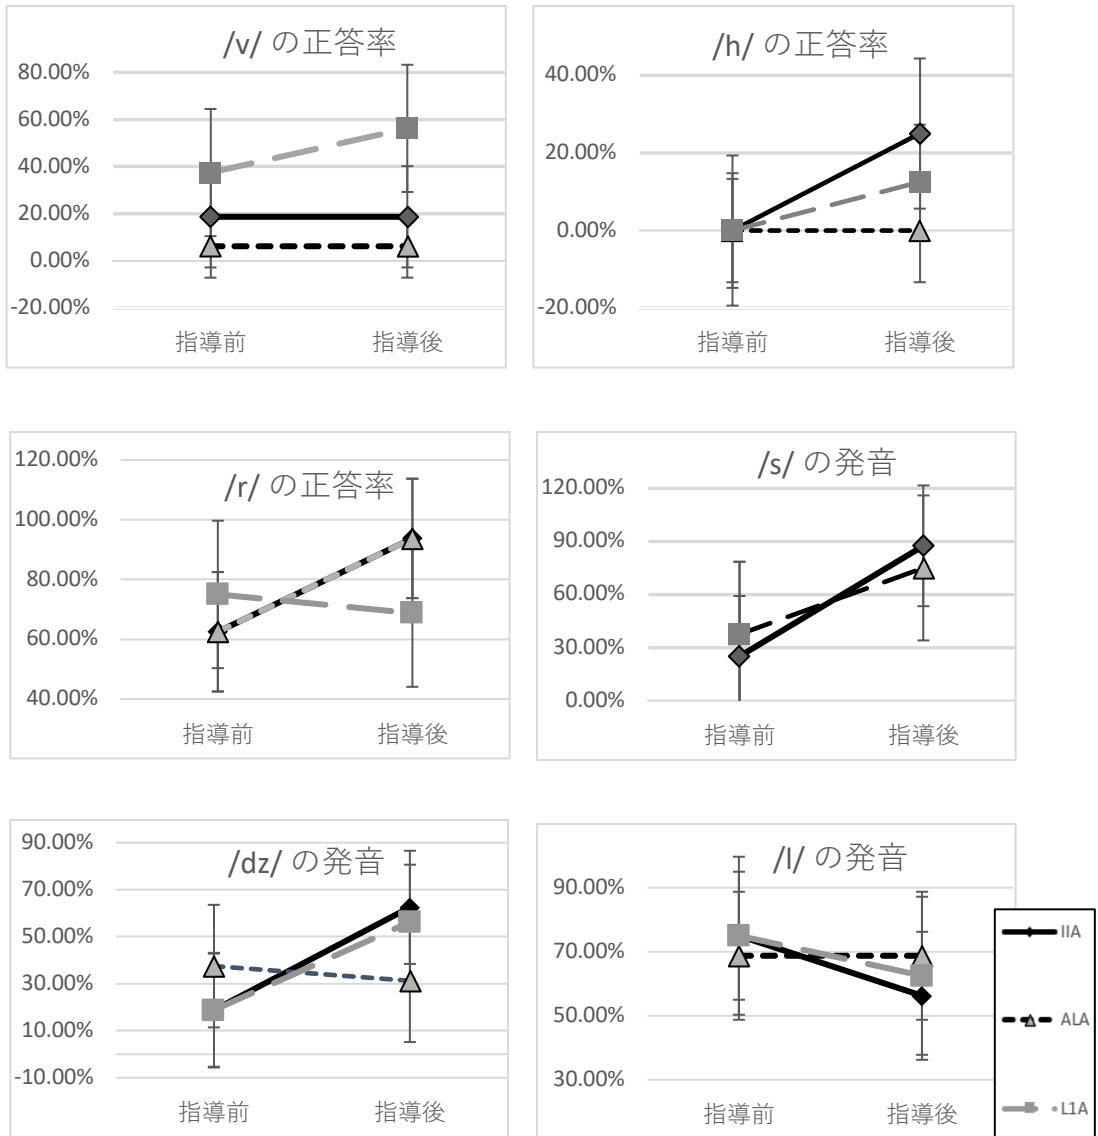 /v/ の正答率
80.00%
60.00%
40.00%
20.00%
0.00%
-20.00%
指導前
指導後
/h/ の正答率
40.00%
20.00%
0.00%
-20.00%
指導前
指導後
/r/ の正答率
120.00%
100.00%
80.00%
60.00%
40.00%
指導前
指導後
/s/ の発音
120.00%
90.00%
60.00%
30.00%
0.00%
指導前
指導後
/dz/ の発音
90.00%
70.00%
50.00%
30.00%
10.00%
-10.00%
指導前
指導後
/l/ の発音
90.00%
70.00%
50.00%
30.00%
指導前
指導後
IIA
ALA
L1A